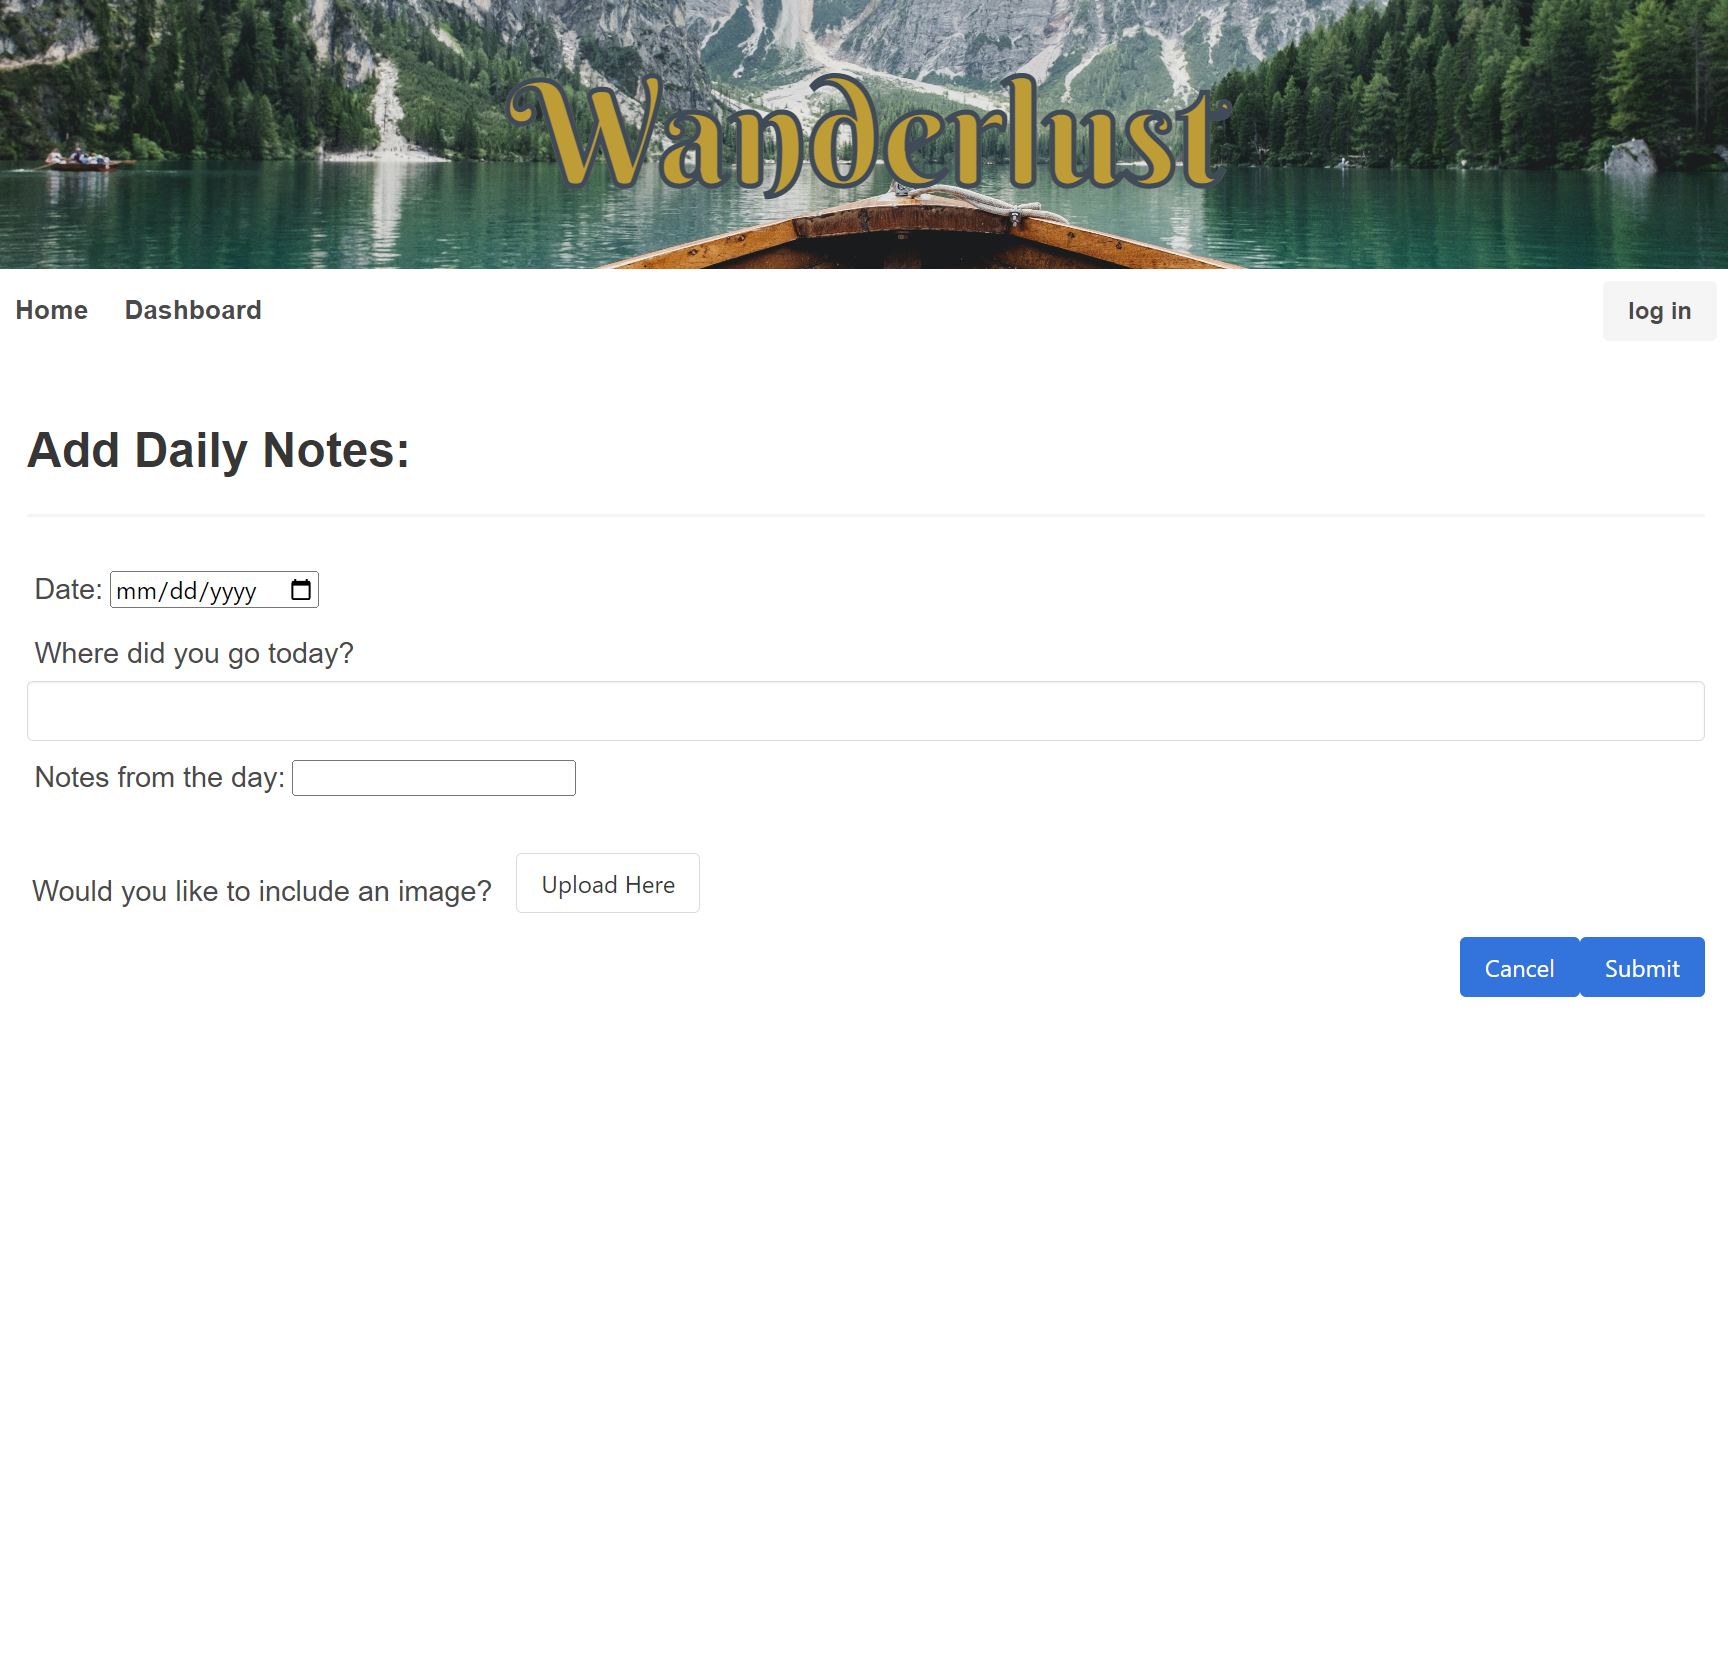 Wanderlust
Home Dashboard log in
Add Daily Notes:
Date: mm/dd/yyyy
Where did you go today?
Notes from the day:
Would you like to include an image? Upload Here
Cancel Submit